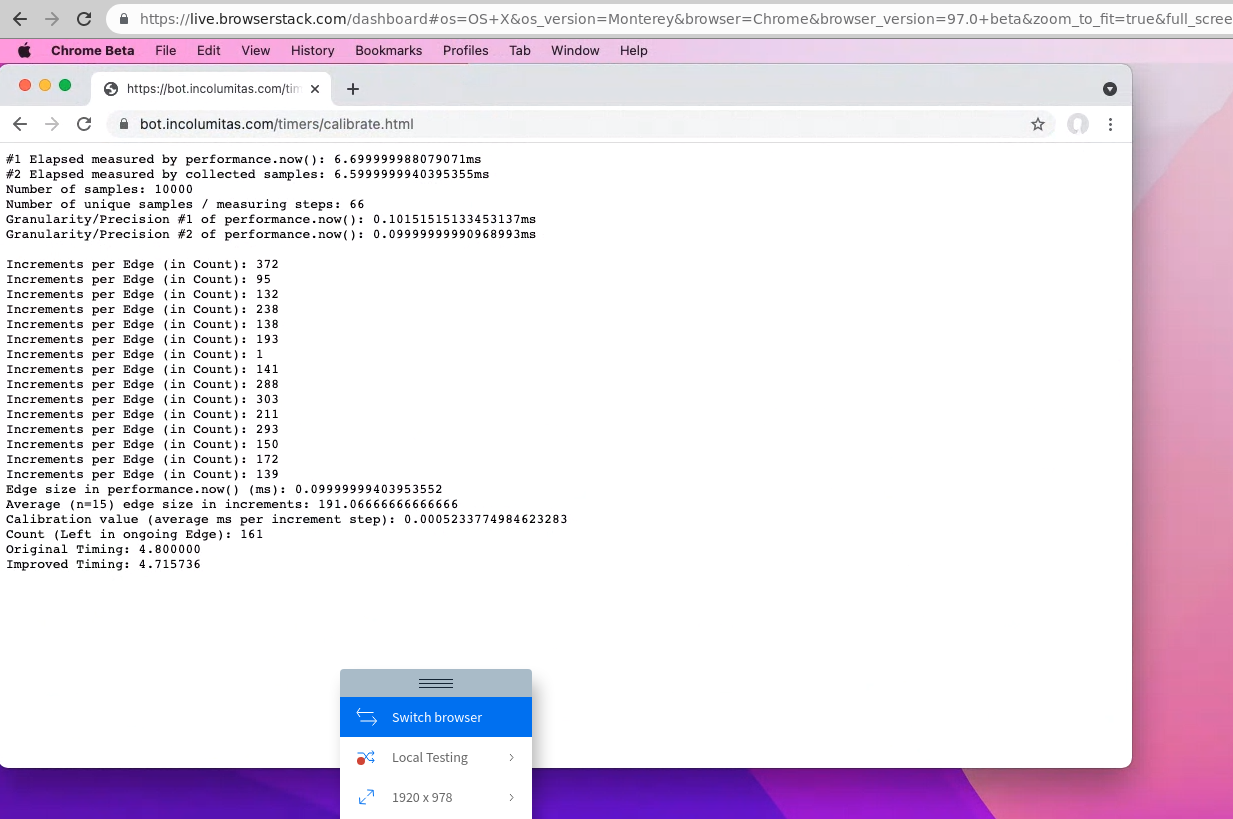 https://live.browserstack.com/dashboard#os=OS+X&os_version=Monterey&browser=Chrome&browser_version=97.0+beta&zoom_to_fit=true&full_scree
Chrome Beta File Edit View History Bookmarks Profiles Tab Window Help
https://bot.incolumitas.com/tim
bot.incolumitas.com/timers/calibrate.html
#1 Elapsed measured by performance.now(): 6.699999988079071ms
#2 Elapsed measured by collected samples: 6.5999999940395355ms
Number of samples: 10000
Number of unique samples / measuring steps: 66
Granularity/Precision #1 of performance.now(): 0.10151515133453137ms
Granularity/Precision #2 of performance.now(): 0.09999999990968993ms
Increments per Edge (in Count): 372
Increments per Edge (in Count): 95
Increments per Edge (in Count): 132
Increments per Edge (in Count): 238
Increments per Edge (in Count): 138
Increments per Edge (in Count): 193
Increments per Edge (in Count): 1
Increments per Edge (in Count): 141
Increments per Edge (in Count): 288
Increments per Edge (in Count): 303
Increments per Edge (in Count): 211
Increments per Edge (in Count): 293
Increments per Edge (in Count): 150
Increments per Edge (in Count): 172
Increments per Edge (in Count): 139
Edge size in performance.now() (ms): 0.09999999403953552
Average (n=15) edge size in increments: 191.06666666666666
Calibration value (average ms per increment step): 0.0005233774984623283
Count (Left in ongoing Edge): 161
Original Timing: 4.800000
Improved Timing: 4.715736
Switch browser
Local Testing
1920 x 978